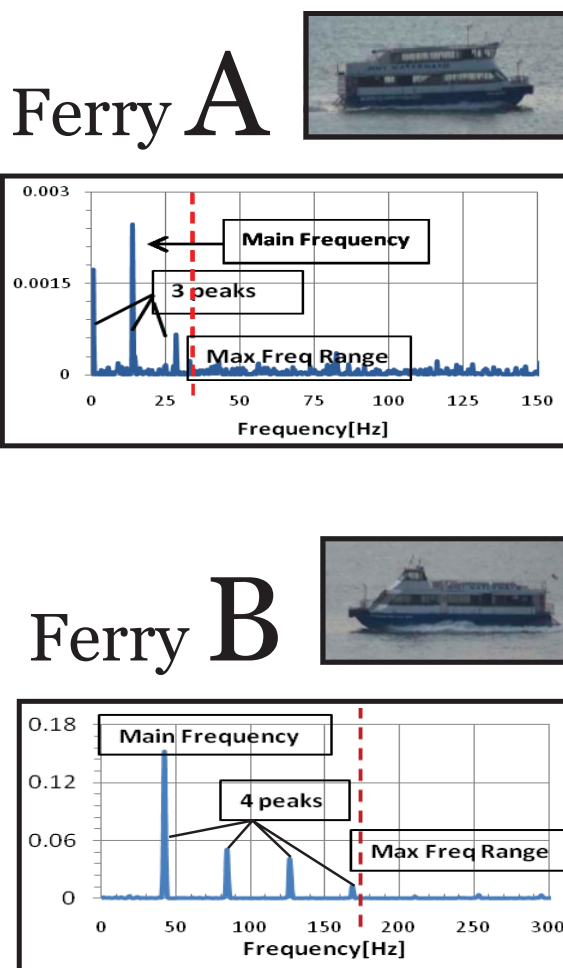 Ferry A
0.003
Main Frequency
0.0015
3 peaks
Max Freq Range
0
0 25 50 75 100 125 150
Frequency[Hz]
Ferry B
0.18
Main Frequency
0.12
4 peaks
0.06
Max Freq Range
0
0 50 100 150 200 250 300
Frequency[Hz]